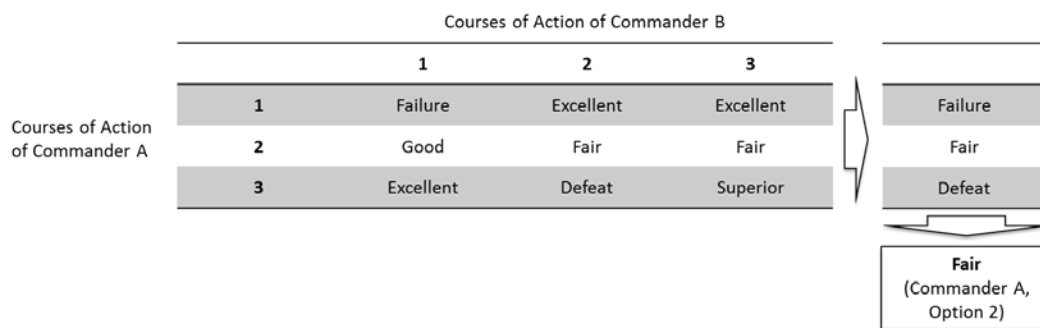 Courses of Action of Commander B
1 2 3
1 Failure Excellent Excellent Failure
Courses of Action
of Commander A
2 Good Fair Fair Fair
3 Excellent Defeat Superior Defeat
Fair
(Commander A,
Option 2)